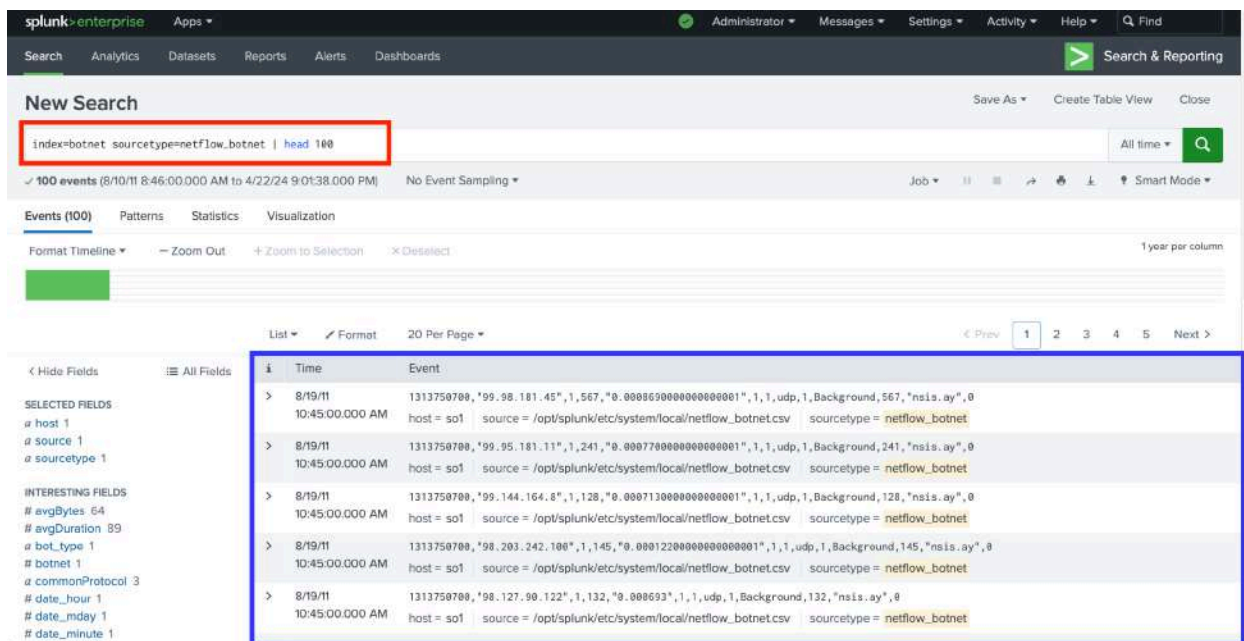 splunk>enterprise Apps Administrator Messages Settings Activity Help Find
Search Analytics Datasets Reports Alerts Dashboards > Search & Reporting
New Search Save As Create Table View Close
index=botnet sourcetype=netflow_botnet | head 100 All time
✓ 100 events (8/10/11 8:46:00.000 AM to 4/22/24 9:01:38.000 PM) No Event Sampling Job Smart Mode
Events (100) Patterns Statistics Visualization
Format Timeline — Zoom Out + Zoom to Selection × Deselect 1 year per column
List Format 20 Per Page < Prev 1 2 3 4 5 Next >
< Hide Fields All Fields i Time Event
SELECTED FIELDS
a host 1
a source 1
a sourcetype 1
INTERESTING FIELDS
# avgBytes 64
# avgDuration 89
a bot_type 1
# botnet 1
a commonProtocol 3
# date_hour 1
# date_mday 1
# date_minute 1
> 8/19/11 1313750700,"99.98.181.45",1,567,"0.0008690000000000001",1,1,udp,1,Background,567,"nsis.ay",0
10:45:00.000 AM host = so1 source = /opt/splunk/etc/system/local/netflow_botnet.csv sourcetype = netflow_botnet
> 8/19/11 1313750700,"99.95.181.11",1,241,"0.0007700000000000001",1,1,udp,1,Background,241,"nsis.ay",0
10:45:00.000 AM host = so1 source = /opt/splunk/etc/system/local/netflow_botnet.csv sourcetype = netflow_botnet
> 8/19/11 1313750700,"99.144.164.8",1,128,"0.0007130000000000001",1,1,udp,1,Background,128,"nsis.ay",0
10:45:00.000 AM host = so1 source = /opt/splunk/etc/system/local/netflow_botnet.csv sourcetype = netflow_botnet
> 8/19/11 1313750700,"98.203.242.100",1,145,"0.00012200000000000001",1,1,udp,1,Background,145,"nsis.ay",0
10:45:00.000 AM host = so1 source = /opt/splunk/etc/system/local/netflow_botnet.csv sourcetype = netflow_botnet
> 8/19/11 1313750700,"98.127.90.122",1,132,"0.000693",1,1,udp,1,Background,132,"nsis.ay",0
10:45:00.000 AM host = so1 source = /opt/splunk/etc/system/local/netflow_botnet.csv sourcetype = netflow_botnet